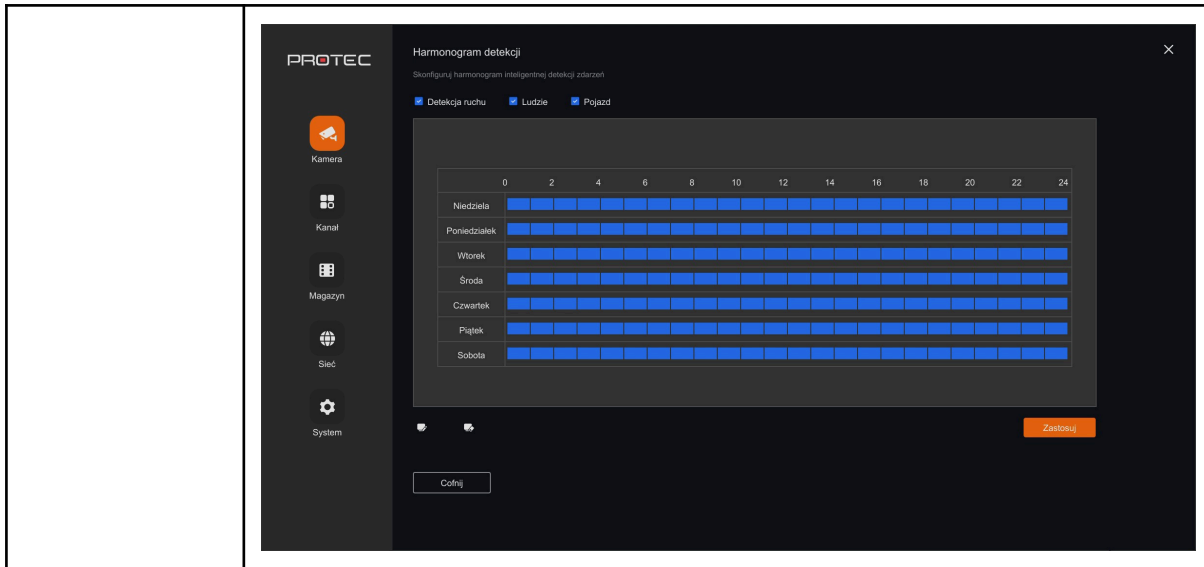 PROTEC
Kamera
Kanał
Magazyn
Sieć
System
Harmonogram detekcji
Skonfiguruj harmonogram inteligentnej detekcji zdarzeń
Detekcja ruchu Ludzie Pojazd
0 2 4 6 8 10 12 14 16 18 20 22 24
Niedziela
Poniedziałek
Wtorek
Środa
Czwartek
Piątek
Sobota
Zastosuj
Cofnij